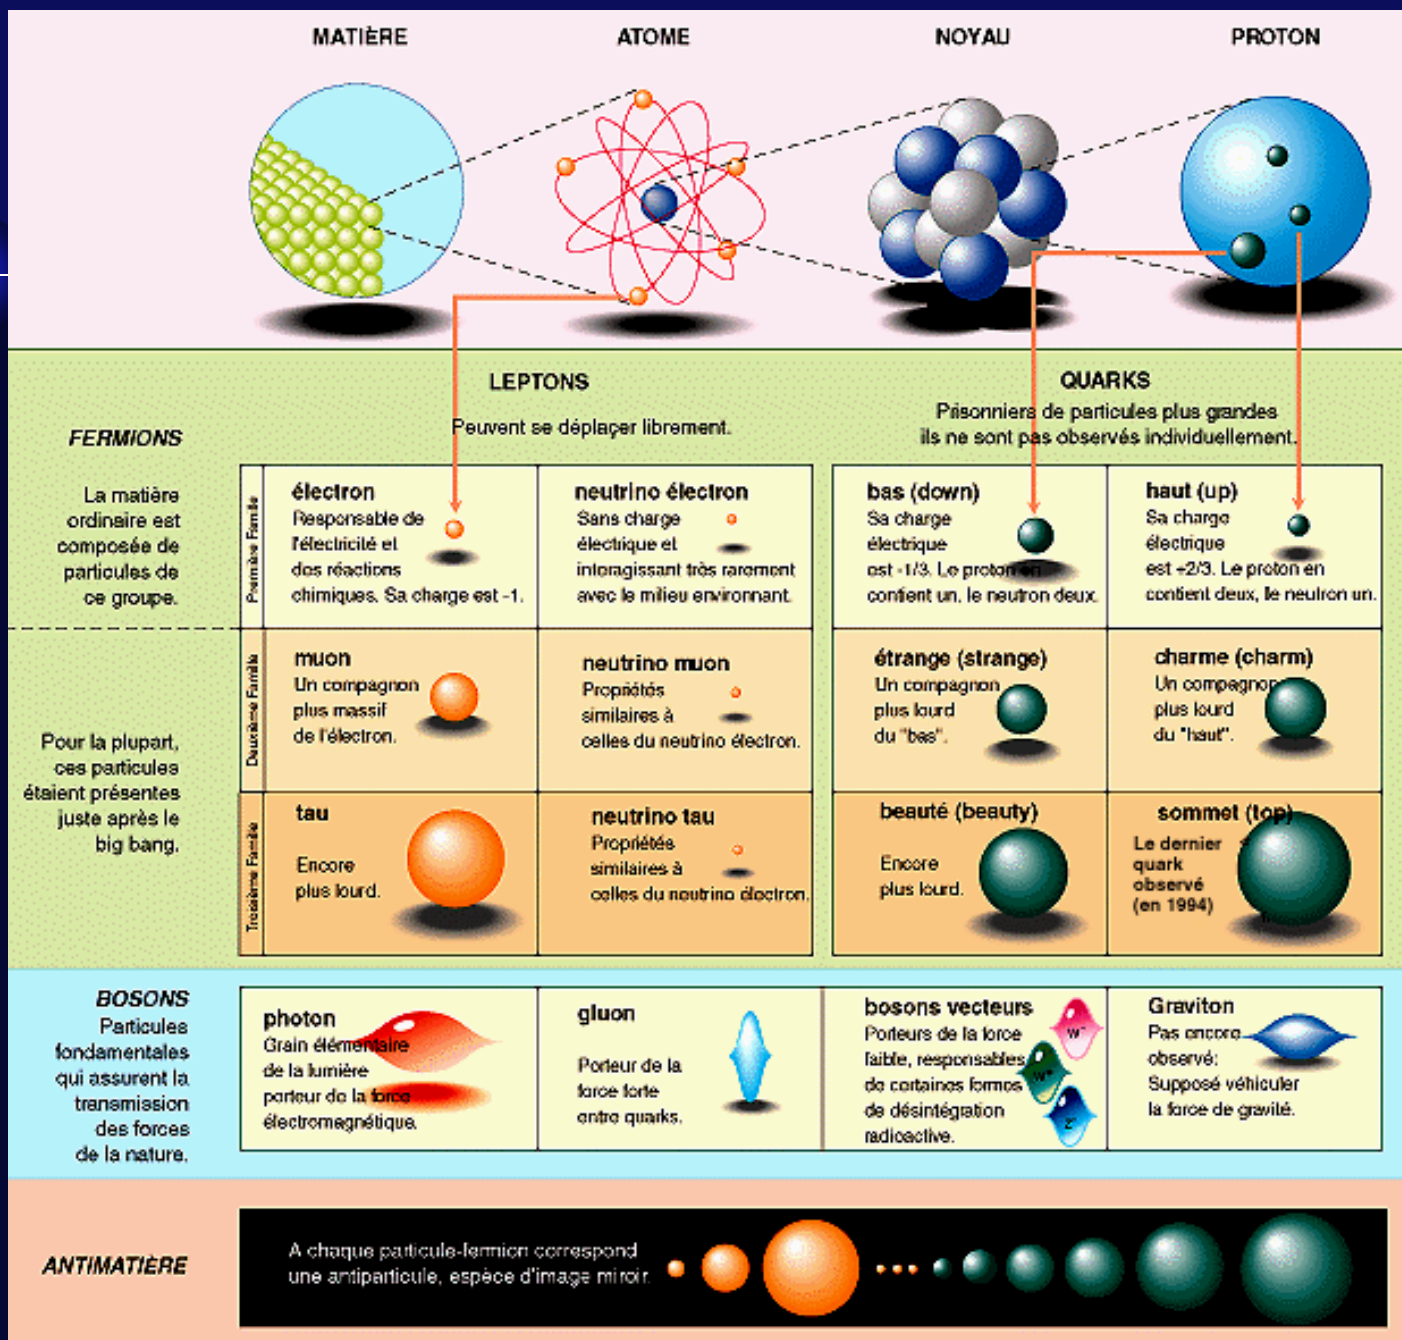 MATIÈRE
ATOME
NOYAU
PROTON
LEPTONS
Peuvent se déplaçer librement.
QUARKS
Prisonniers de particules plus grandes
ils ne sont pas observés individuellement.
FERMIONS
La matière
ordinaire est
composée de
particules de
ce groupe.
Première Famille
électron
Responsable de
l'électricité et
des réactions
chimiques. Sa charge est -1.
neutrino électron
Sans charge
électrique et
interagissant très rarement
avec le milieu environnant.
bas (down)
Sa charge
électrique
est -1/3. Le proton en
contient un, le neutron deux.
haut (up)
Sa charge
électrique
est +2/3. Le proton en
contient deux, le neutron un.
Pour la plupart,
ces particules
étaient présentes
juste après le
big bang.
Deuxième Famille
muon
Un compagnon
plus massif
de l'électron.
neutrino muon
Propriétés
similaires à
celles du neutrino électron.
étrange (strange)
Un compagnon
plus lourd
du "bas".
charme (charm)
Un compagnon
plus lourd
du "haut".
Troisième Famille
tau
Encore
plus lourd.
neutrino tau
Propriétés
similaires à
celles du neutrino électron.
beauté (beauty)
Encore
plus lourd.
sommet (top)
Le dernier
quark
observé
(en 1994)
BOSONS
Particules
fondamentales
qui assurent la
transmission
des forces
de la nature.
photon
Grain élémentaire
de la lumière
porteur de la force
électromagnétique.
gluon
Porteur de la
force forte
entre quarks.
bosons vecteurs
Porteurs de la force
faible, responsables
de certaines formes
de désintégration
radioactive.
W⁻
W⁺
Z°
Graviton
Pas encore
observé:
Supposé véhiculer
la force de gravité.
ANTIMATIÈRE
A chaque particule-fermion correspond
une antiparticule, espèce d'image miroir.